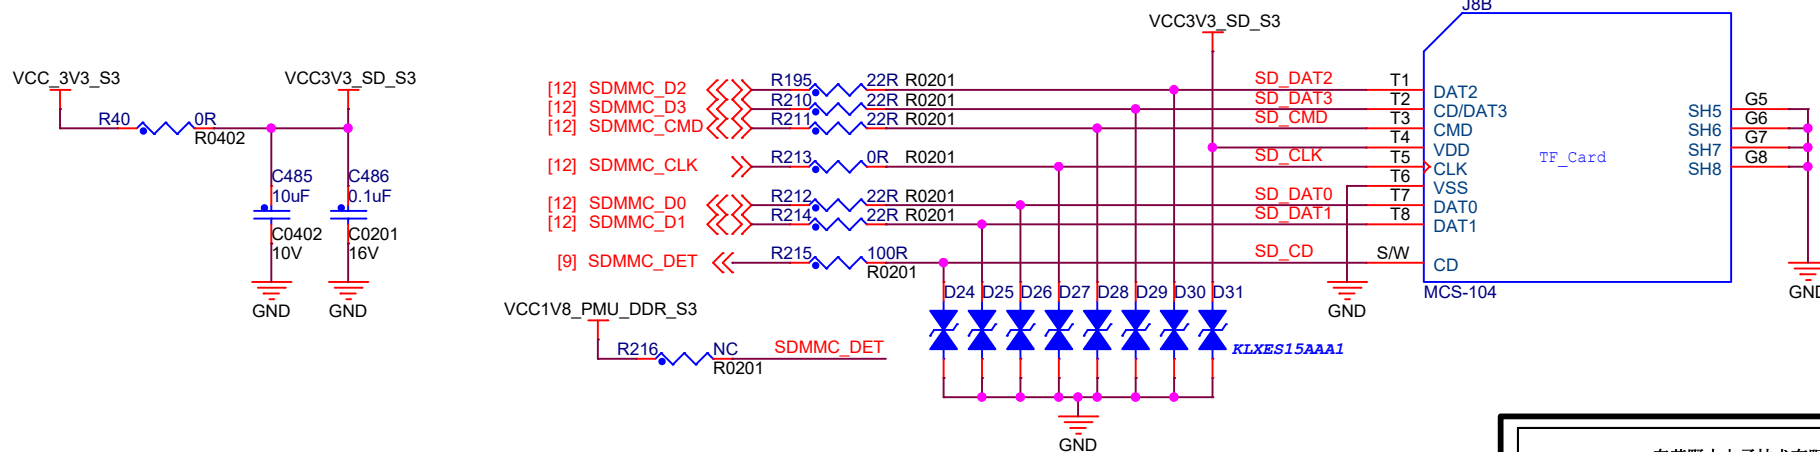 J8B
VCC3V3_SD_S3
VCC_3V3_S3
VCC3V3_SD_S3
R40
0R
R0402
C485
10uF
C0402
10V
C486
0.1uF
C0201
16V
GND
GND
[12] SDMMC_D2
R195
22R R0201
SD_DAT2
T1
DAT2
[12] SDMMC_D3
R210
22R R0201
SD_DAT3
T2
CD/DAT3
[12] SDMMC_CMD
R211
22R R0201
SD_CMD
T3
CMD
T4
VDD
[12] SDMMC_CLK
R213
0R R0201
SD_CLK
T5
CLK
T6
VSS
[12] SDMMC_D0
R212
22R R0201
SD_DAT0
T7
DAT0
[12] SDMMC_D1
R214
22R R0201
SD_DAT1
T8
DAT1
[9] SDMMC_DET
R215
100R
R0201
SD_CD
S/W
CD
TF_Card
SH5
G5
SH6
G6
SH7
G7
SH8
G8
MCS-104
GND
GND
D24 D25 D26 D27 D28 D29 D30 D31
KLXES15AAA1
GND
VCC1V8_PMU_DDR_S3
R216
NC
R0201
SDMMC_DET